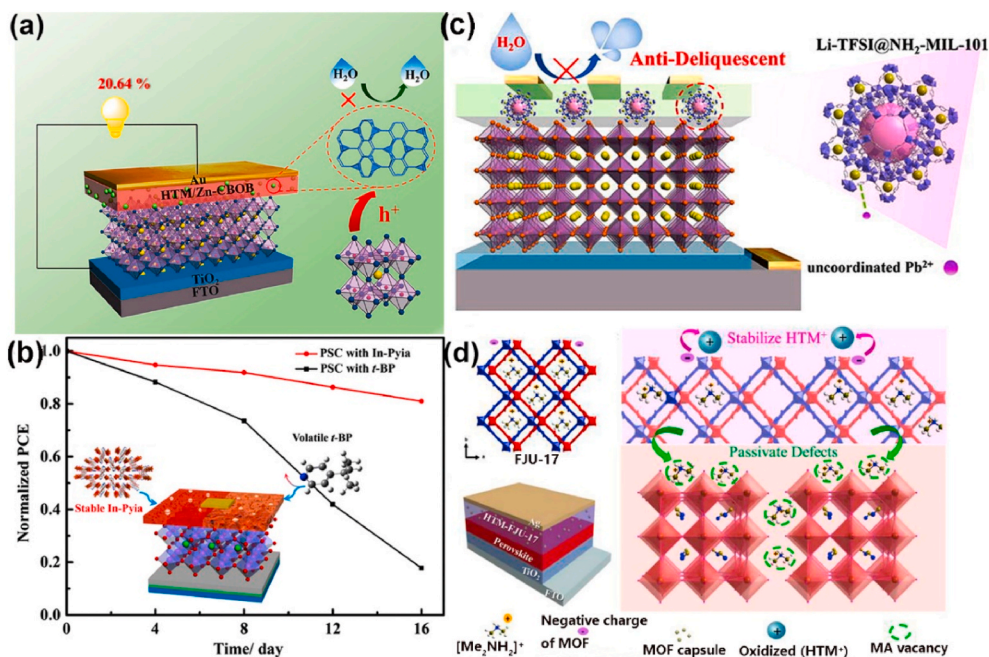 (a)
20.64 %
H₂O
H₂O
Au
HTM/Zn-CBOB
h⁺
TiO₂
FTO
(b)
Normalized PCE
1.0
0.8
0.6
0.4
0.2
0.0
0
4
8
12
16
Time/ day
PSC with In-Pyia
PSC with t-BP
Volatile t-BP
Stable In-Pyia
(c)
H₂O
Anti-Deliquescent
Li-TFSI@NH₂-MIL-101
uncoordinated Pb²⁺
(d)
FJU-17
Stabilize HTM⁺
Passivate Defects
HTM-FJU-17
Perovskite
TiO₂
FTO
[Me₂NH₂]⁺
Negative charge
of MOF
MOF capsule
Oxidized (HTM⁺)
MA vacancy